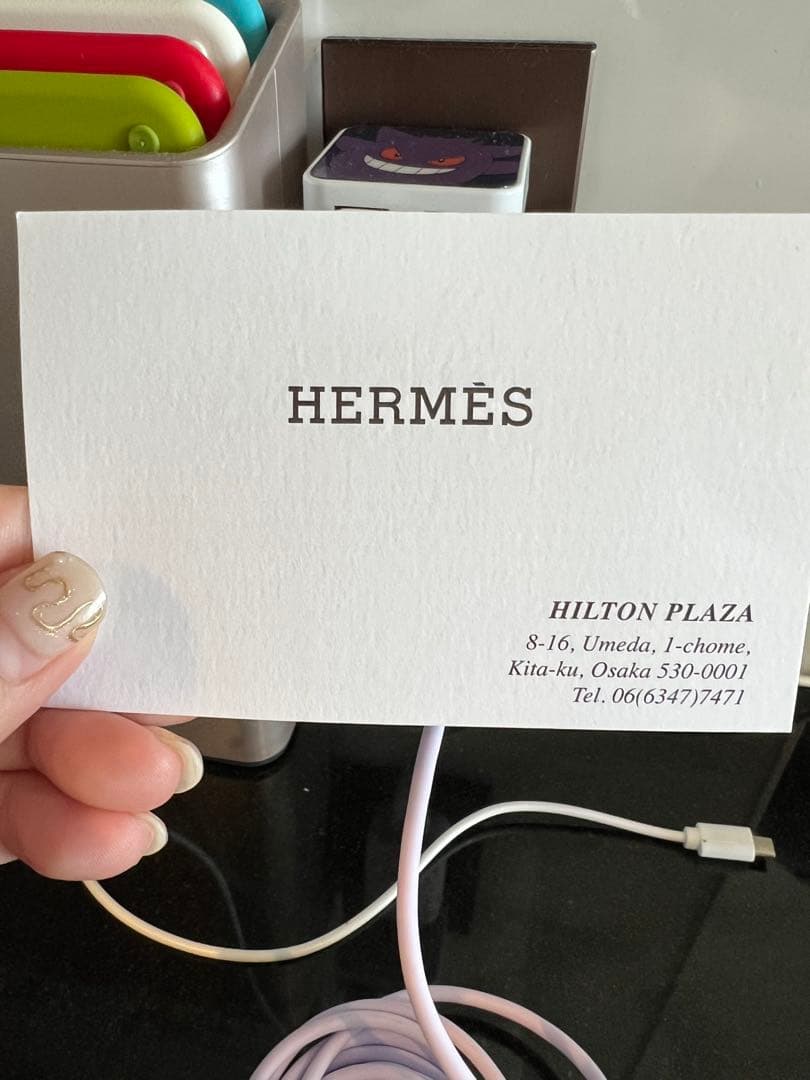 HERMÈS
HILTON PLAZA
8-16, Umeda, 1-chome,
Kita-ku, Osaka 530-0001
Tel. 06(6347)7471